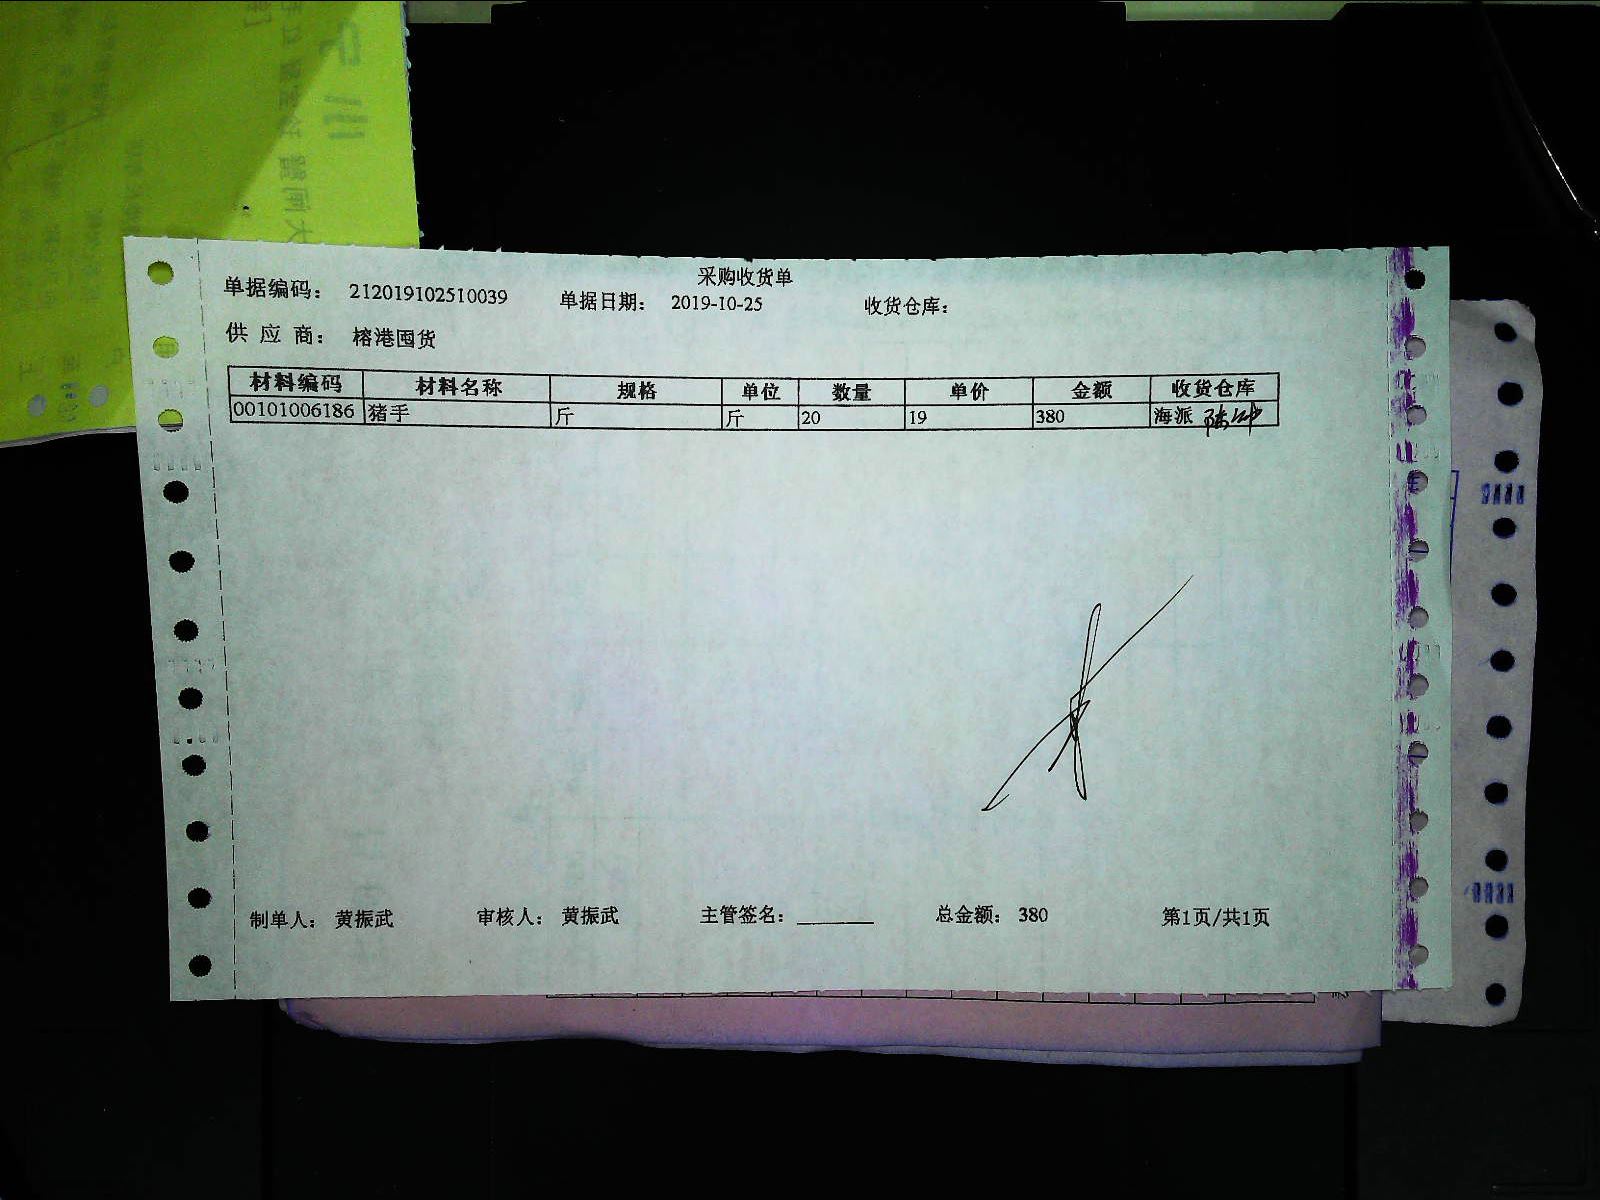 采购收货单
单据编码： 212019102510039 单据日期： 2019-10-25 收货仓库：
供 应 商： 榕港囤货
材料编码 材料名称 规格 单位 数量 单价 金额 收货仓库
00101006186 猪手 斤 斤 20 19 380 海派
制单人： 黄振武 审核人： 黄振武 主管签名： 总金额： 380 第1页/共1页